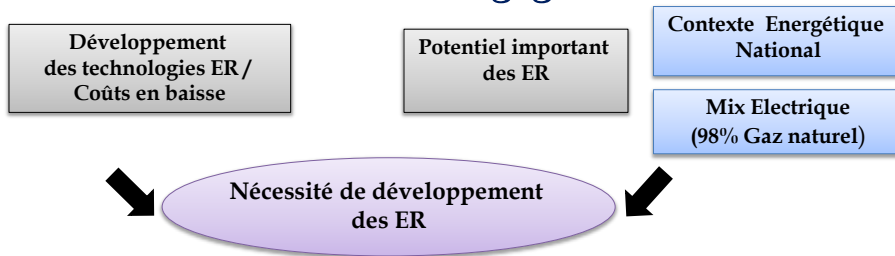 Développement
des technologies ER /
Coûts en baisse
Potentiel important
des ER
Contexte Energétique
National
Mix Electrique
(98% Gaz naturel)
Nécessité de développement
des ER